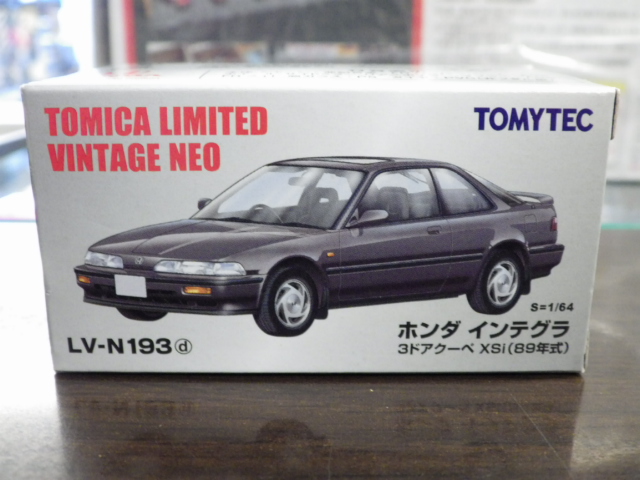 TOMICA LIMITED
VINTAGE NEO
TOMYTEC
S=1/64
LV-N193 ⓓ
ホンダ インテグラ
3ドアクーペ XSi(89年式)